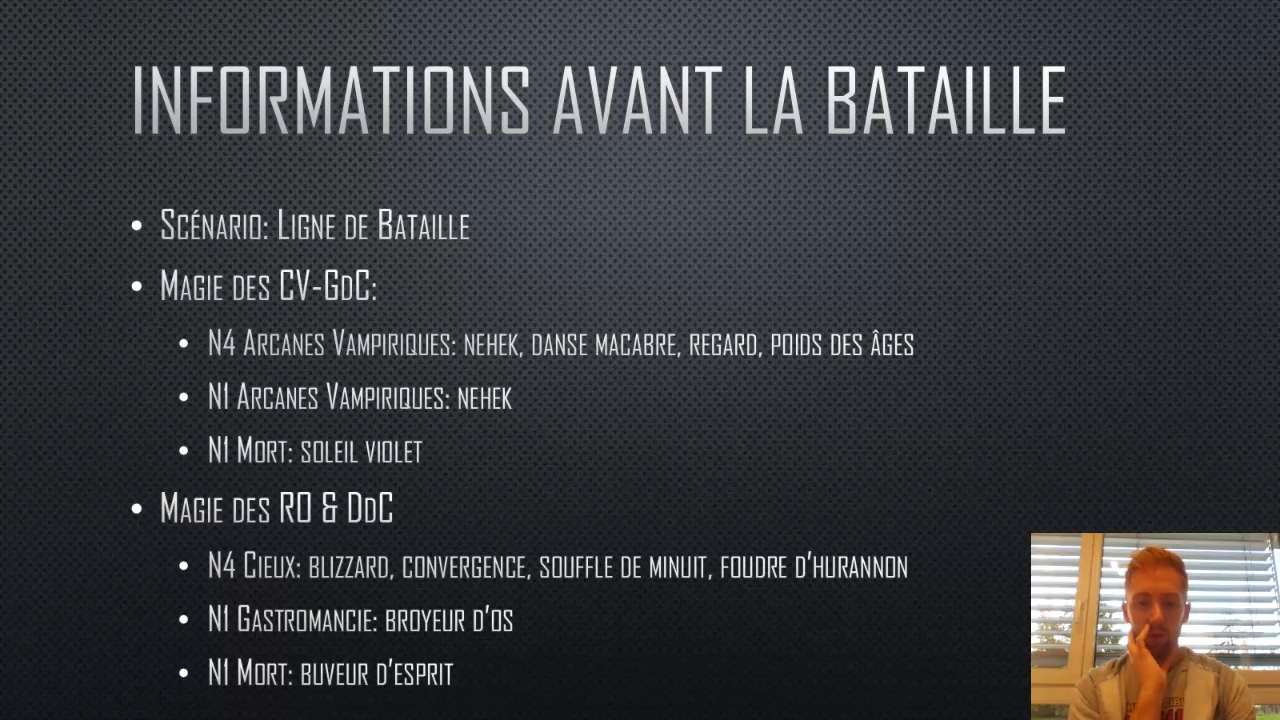 INFORMATIONS AVANT LA BATAILLE
• SCÉNARIO: LIGNE DE BATAILLE
• MAGIE DES CV-GDC:
• N4 ARCANES VAMPIRIQUES: NEHEK, DANSE MACABRE, REGARD, POIDS DES ÂGES
• N1 ARCANES VAMPIRIQUES: NEHEK
• N1 MORT: SOLEIL VIOLET
• MAGIE DES RO & DDC
• N4 CIEUX: BLIZZARD, CONVERGENCE, SOUFFLE DE MINUIT, FOUDRE D'HURANNON
• N1 GASTROMANCIE: BROYEUR D'OS
• N1 MORT: BUVEUR D'ESPRIT